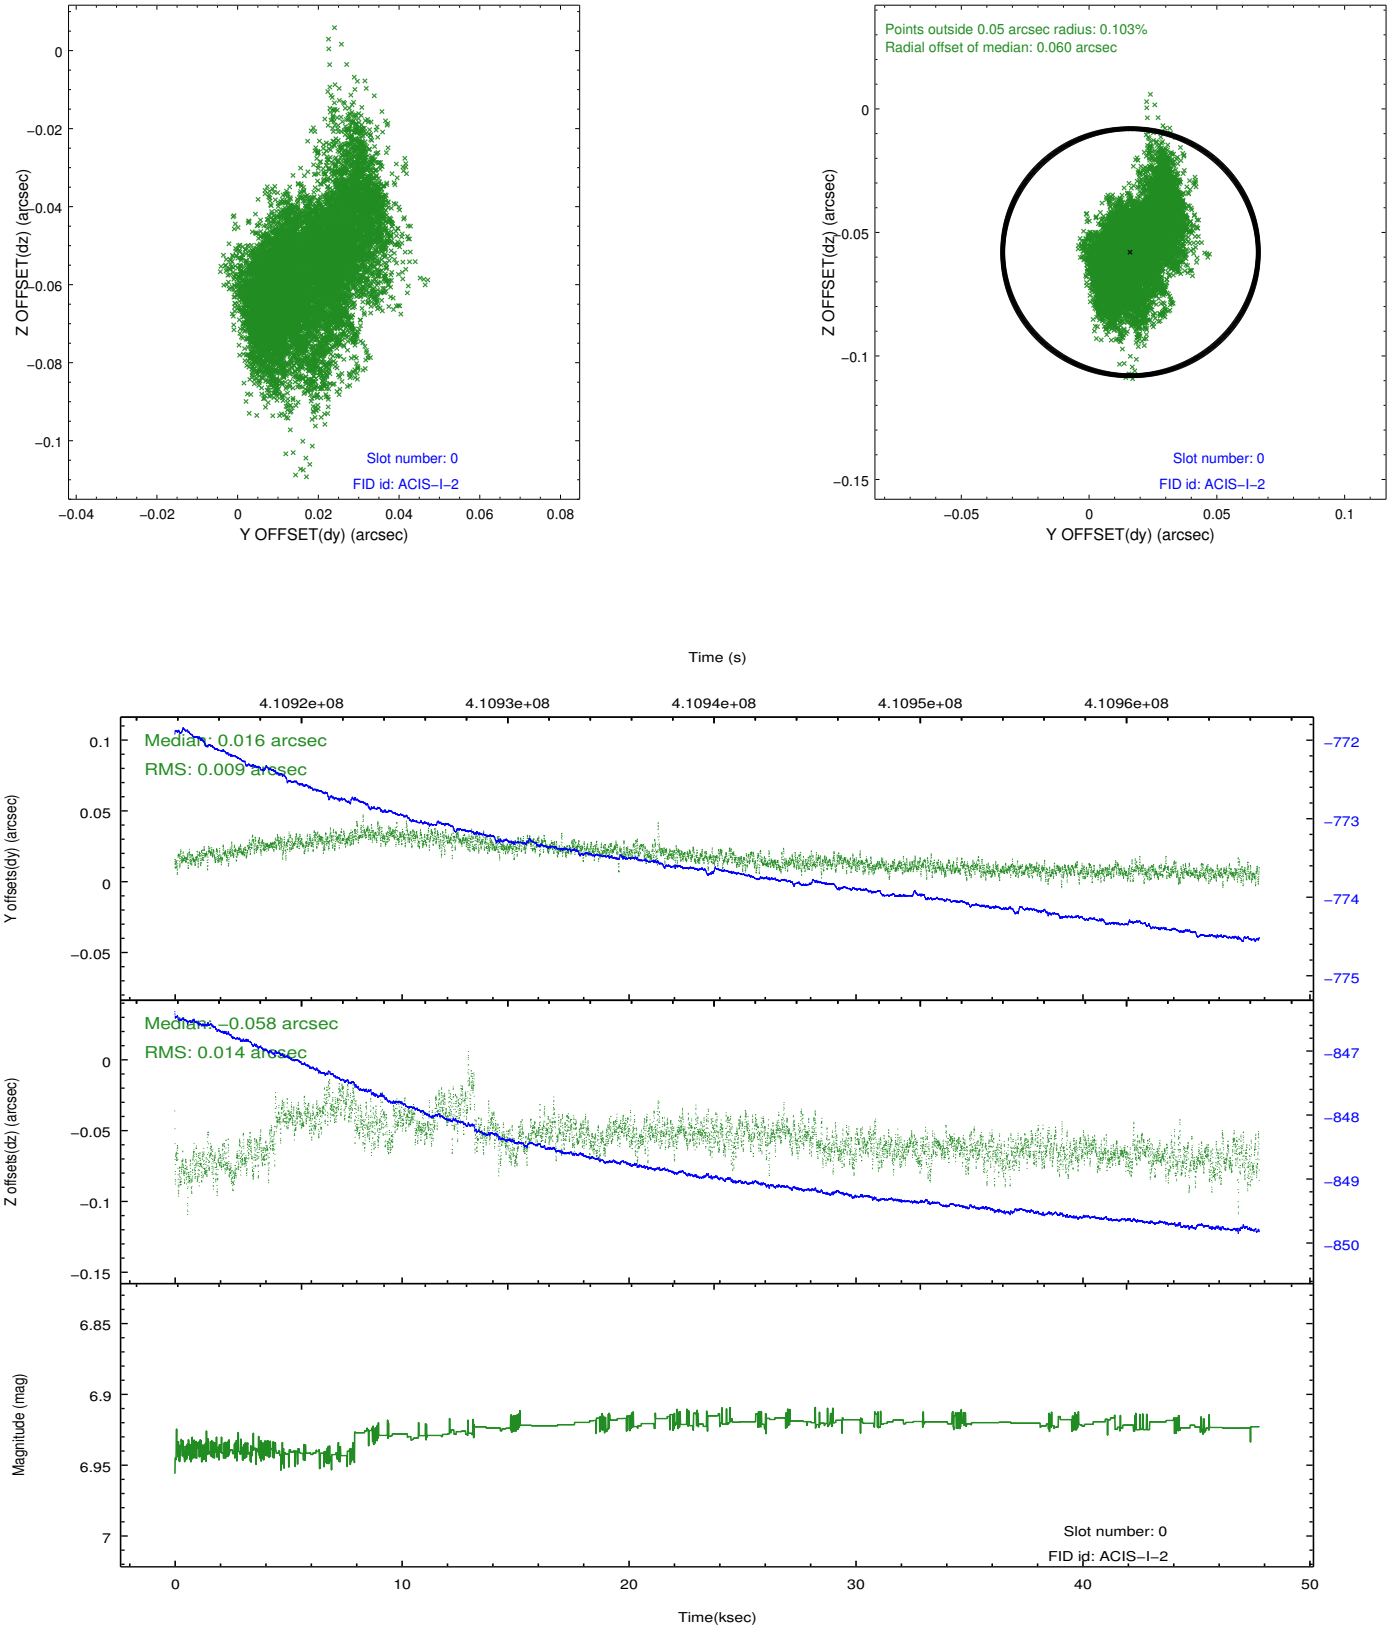 0
−0.02
−0.04
−0.06
−0.08
−0.1
Z OFFSET(dz) (arcsec)
Slot number: 0
FID id: ACIS−I−2
−0.04 −0.02 0 0.02 0.04 0.06 0.08
Y OFFSET(dy) (arcsec)
Points outside 0.05 arcsec radius: 0.103%
Radial offset of median: 0.060 arcsec
0
−0.05
−0.1
−0.15
Z OFFSET(dz) (arcsec)
Slot number: 0
FID id: ACIS−I−2
−0.05 0 0.05 0.1
Y OFFSET(dy) (arcsec)
Time (s)
4.1092e+08 4.1093e+08 4.1094e+08 4.1095e+08 4.1096e+08
Median: 0.016 arcsec
RMS: 0.009 arcsec
0.1
0.05
0
−0.05
Y offsets(dy) (arcsec)
−772
−773
−774
−775
Median: −0.058 arcsec
RMS: 0.014 arcsec
0
−0.05
−0.1
−0.15
Z offsets(dz) (arcsec)
−847
−848
−849
−850
6.85
6.9
6.95
7
Magnitude (mag)
Slot number: 0
FID id: ACIS−I−2
0 10 20 30 40 50
Time(ksec)